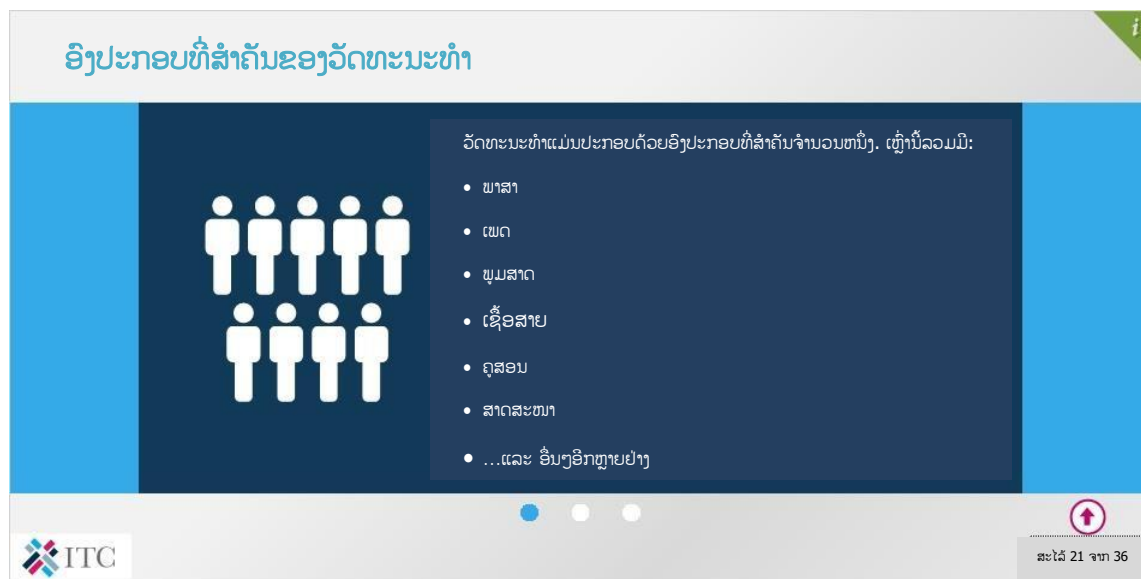 i
ອົງປະກອບທີ່ສໍາຄັນຂອງວັດທະນະທໍາ
ວັດທະນະທໍາແມ່ນປະກອບດ້ວຍອົງປະກອບທີ່ສໍາຄັນຈໍານວນຫນຶ່ງ. ເຫຼົ່ານີ້ລວມມີ:
• ພາສາ
• ເພດ
• ພູມສາດ
• ເຊື້ອສາຍ
• ຄູສອນ
• ສາດສະໜາ
• ...ແລະ ອື່ນໆອີກຫຼາຍຢ່າງ
ITC
ສະໄລ້ 21 ຈາກ 36